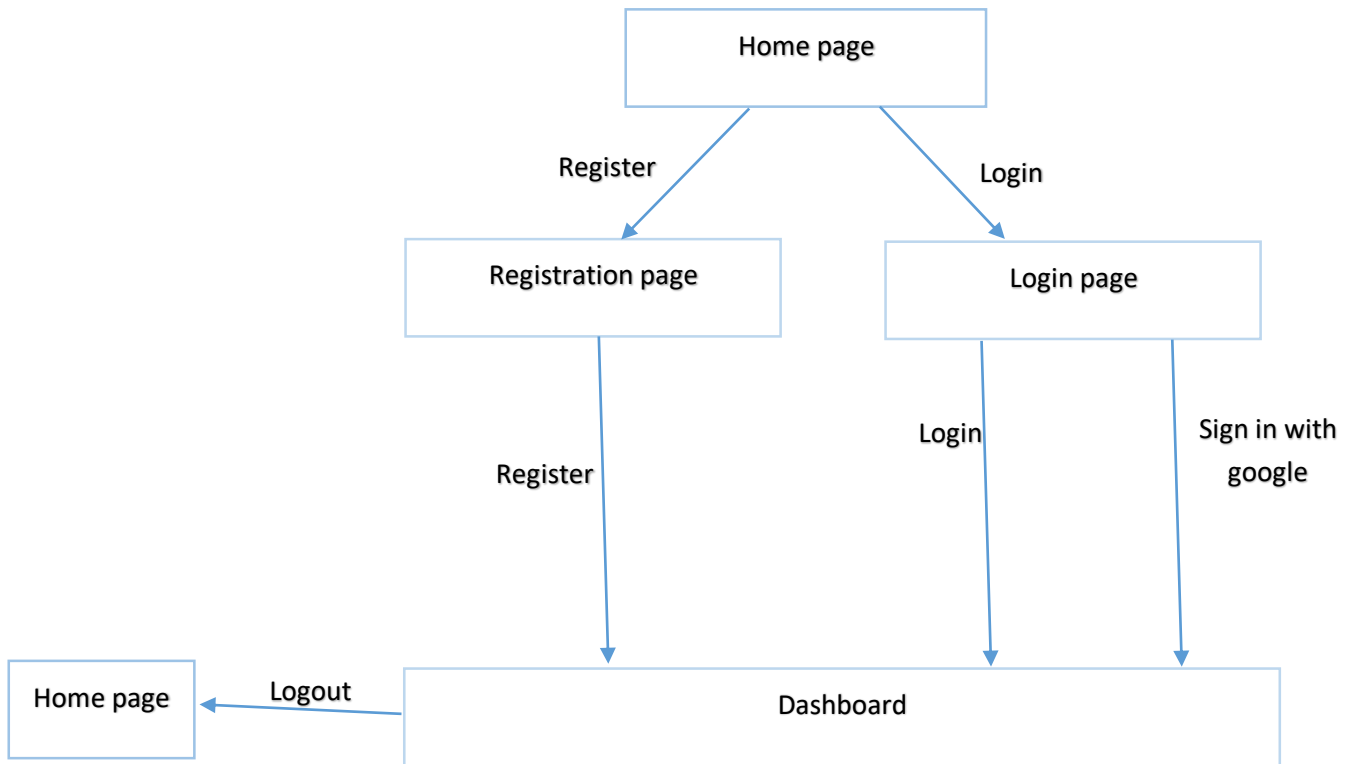 Home page
Register
Login
Registration page
Login page
Login
Sign in with
google
Register
Home page
Logout
Dashboard